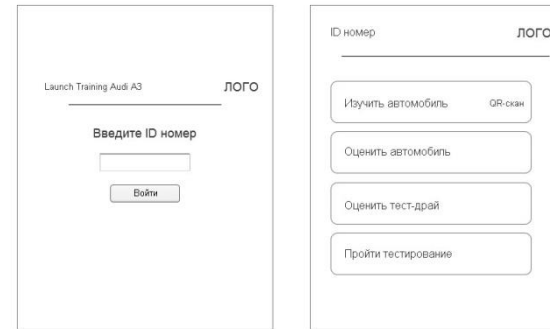 Launch Training Audi A3 ЛОГО
Введите ID номер
Войти
ID номер ЛОГО
Изучить автомобиль QR-скан
Оценить автомобиль
Оценить тест-драй
Пройти тестирование